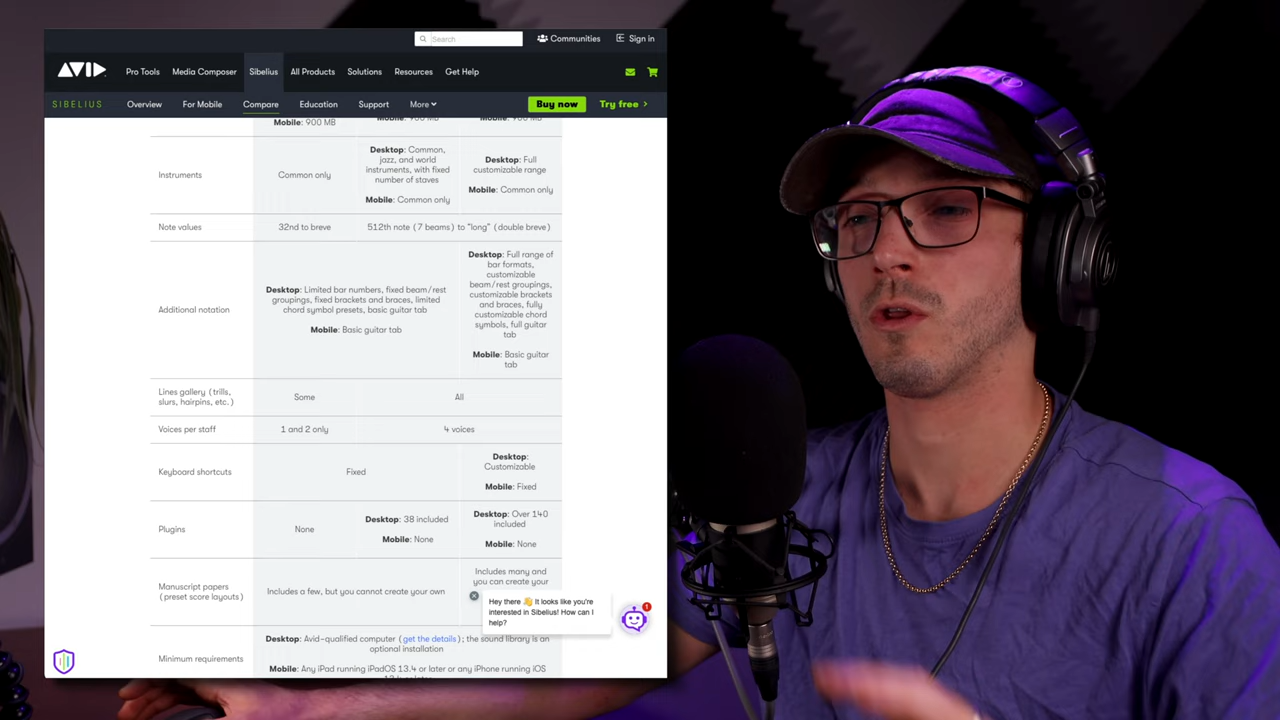 Search
Communities
Sign in
AVID
Pro Tools
Media Composer
Sibelius
All Products
Solutions
Resources
Get Help
SIBELIUS
Overview
For Mobile
Compare
Education
Support
More
Buy now
Try free >
Mobile: 900 MB
Mobile: 900 MB
Mobile: 900 MB
Instruments
Common only
Desktop: Common,
jazz, and world
instruments, with fixed
number of staves
Mobile: Common only
Desktop: Full
customizable range
Mobile: Common only
Note values
32nd to breve
512th note (7 beams) to "long" (double breve)
Additional notation
Desktop: Limited bar numbers, fixed beam/rest
groupings, fixed brackets and braces, limited
chord symbol presets, basic guitar tab
Mobile: Basic guitar tab
Desktop: Full range of
bar formats,
customizable
beam/rest groupings,
customizable brackets
and braces, fully
customizable chord
symbols, full guitar
tab
Mobile: Basic guitar
tab
Lines gallery (trills,
slurs, hairpins, etc.)
Some
All
Voices per staff
1 and 2 only
4 voices
Keyboard shortcuts
Fixed
Desktop:
Customizable
Mobile: Fixed
Plugins
None
Desktop: 38 included
Mobile: None
Desktop: Over 140
included
Mobile: None
Manuscript papers
(preset score layouts)
Includes a few, but you cannot create your own
Includes many and
you can create your
Hey there 👋 It looks like you're
interested in Sibelius! How can I
help?
1
Minimum requirements
Desktop: Avid-qualified computer (get the details); the sound library is an
optional installation
Mobile: Any iPad running iPadOS 13.4 or later or any iPhone running iOS